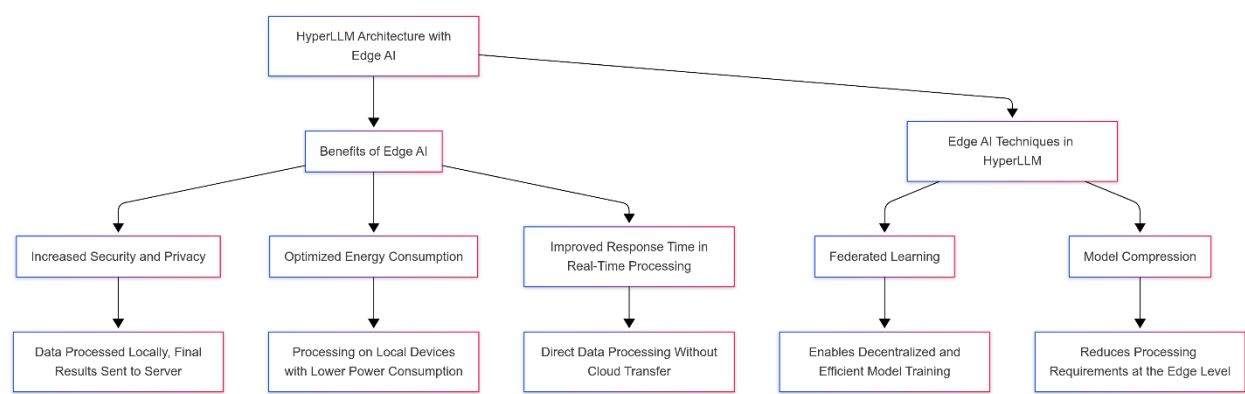 HyperLLM Architecture with
Edge AI
Benefits of Edge AI
Edge AI Techniques in
HyperLLM
Increased Security and Privacy
Optimized Energy Consumption
Improved Response Time in
Real-Time Processing
Federated Learning
Model Compression
Data Processed Locally, Final
Results Sent to Server
Processing on Local Devices
with Lower Power Consumption
Direct Data Processing Without
Cloud Transfer
Enables Decentralized and
Efficient Model Training
Reduces Processing
Requirements at the Edge Level